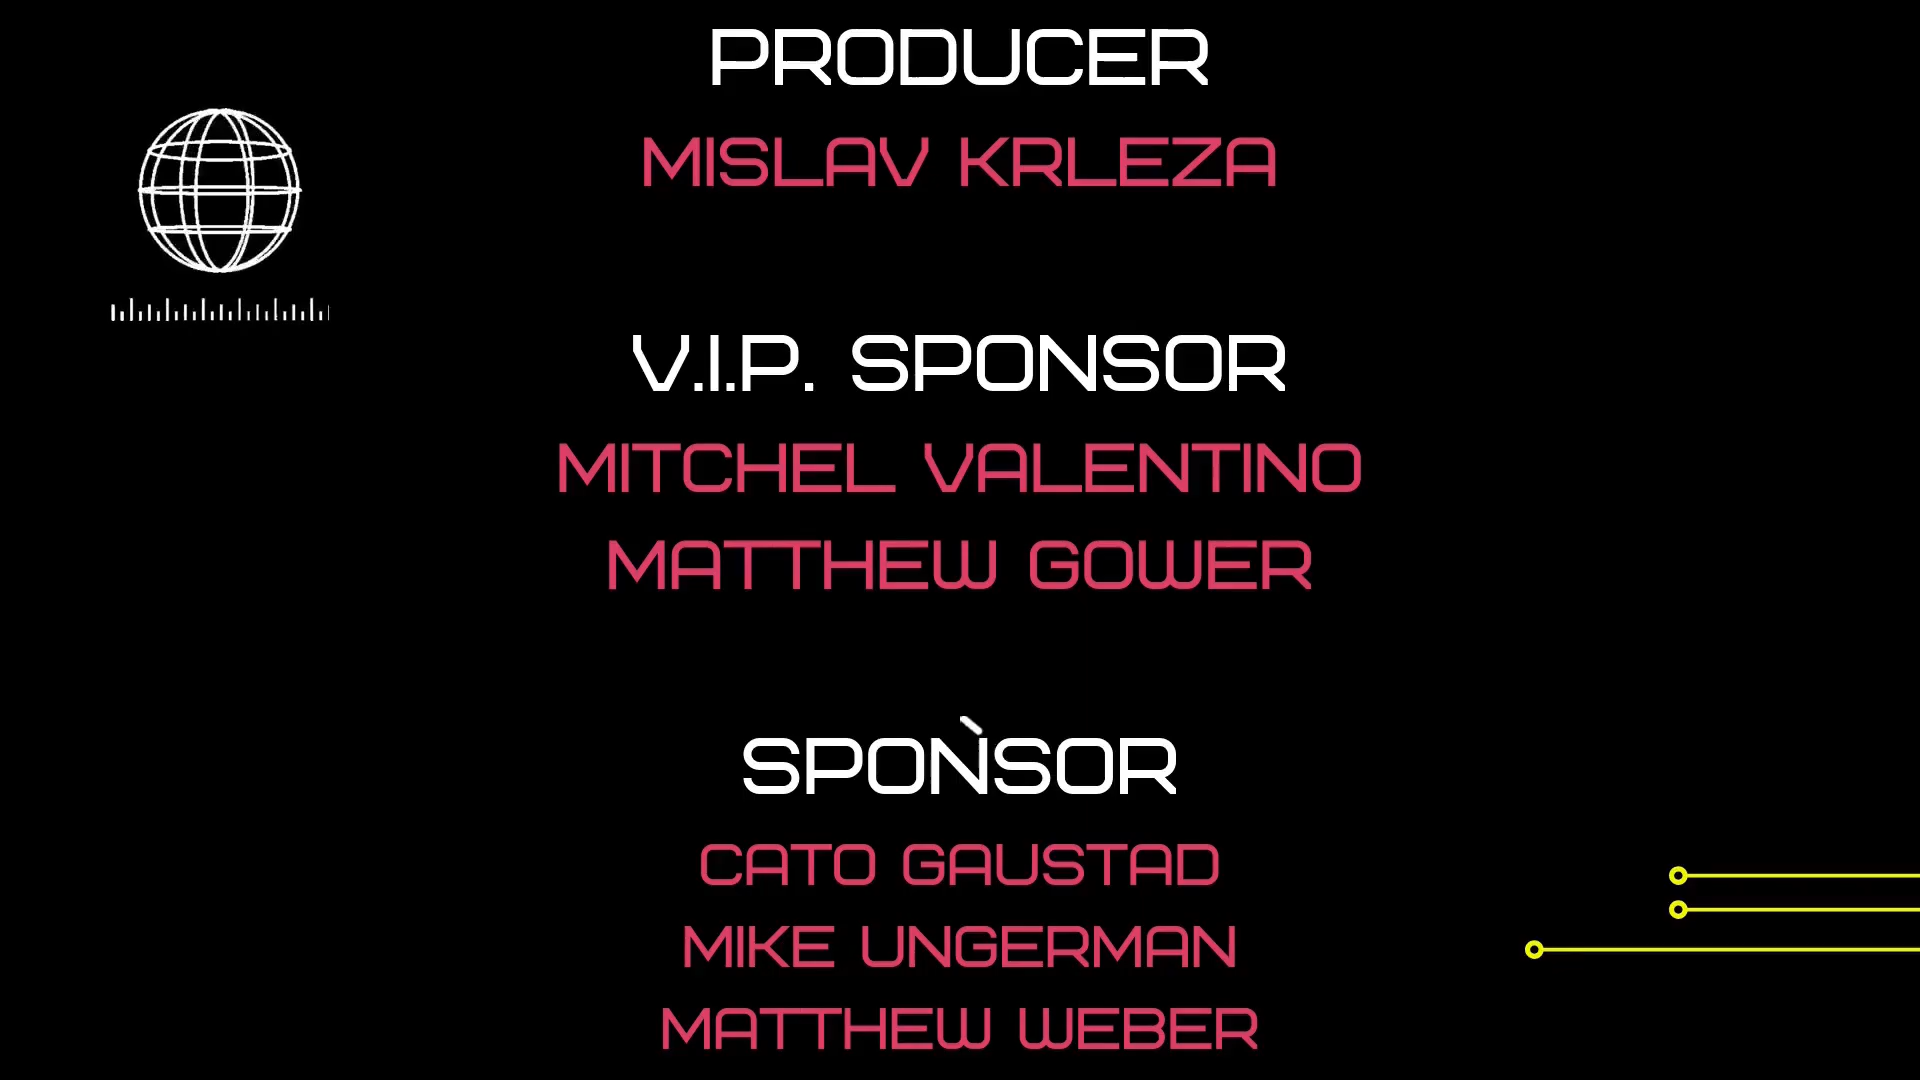 PRODUCER
MISLAV KRLEZA
V.I.P. SPONSOR
MITCHEL VALENTINO
MATTHEW GOWER
SPONSOR
CATO GAUSTAD
MIKE UNGERMAN
MATTHEW WEBER